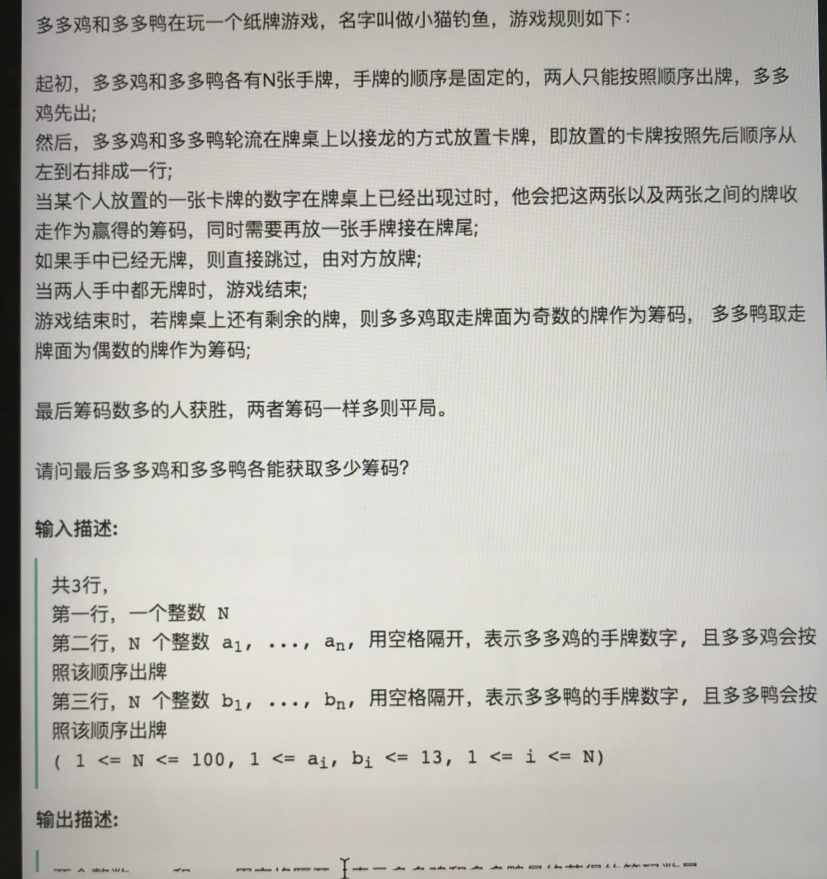 多多鸡和多多鸭在玩一个纸牌游戏，名字叫做小猫钓鱼，游戏规则如下：
起初，多多鸡和多多鸭各有N张手牌，手牌的顺序是固定的，两人只能按照顺序出牌，多多
鸡先出;
然后，多多鸡和多多鸭轮流在牌桌上以接龙的方式放置卡牌，即放置的卡牌按照先后顺序从
左到右排成一行;
当某个人放置的一张卡牌的数字在牌桌上已经出现过时，他会把这两张以及两张之间的牌收
走作为赢得的筹码，同时需要再放一张手牌接在牌尾;
如果手中已经无牌，则直接跳过，由对方放牌;
当两人手中都无牌时，游戏结束;
游戏结束时，若牌桌上还有剩余的牌，则多多鸡取走牌面为奇数的牌作为筹码， 多多鸭取走
牌面为偶数的牌作为筹码;
最后筹码数多的人获胜，两者筹码一样多则平局。
请问最后多多鸡和多多鸭各能获取多少筹码?
输入描述:
共3行，
第一行，一个整数 N
第二行，N 个整数 a1, ..., an, 用空格隔开，表示多多鸡的手牌数字, 且多多鸡会按
照该顺序出牌
第三行，N 个整数 b1, ..., bn, 用空格隔开，表示多多鸭的手牌数字, 且多多鸭会按
照该顺序出牌
( 1 <= N <= 100, 1 <= ai, bi <= 13, 1 <= i <= N)
输出描述: